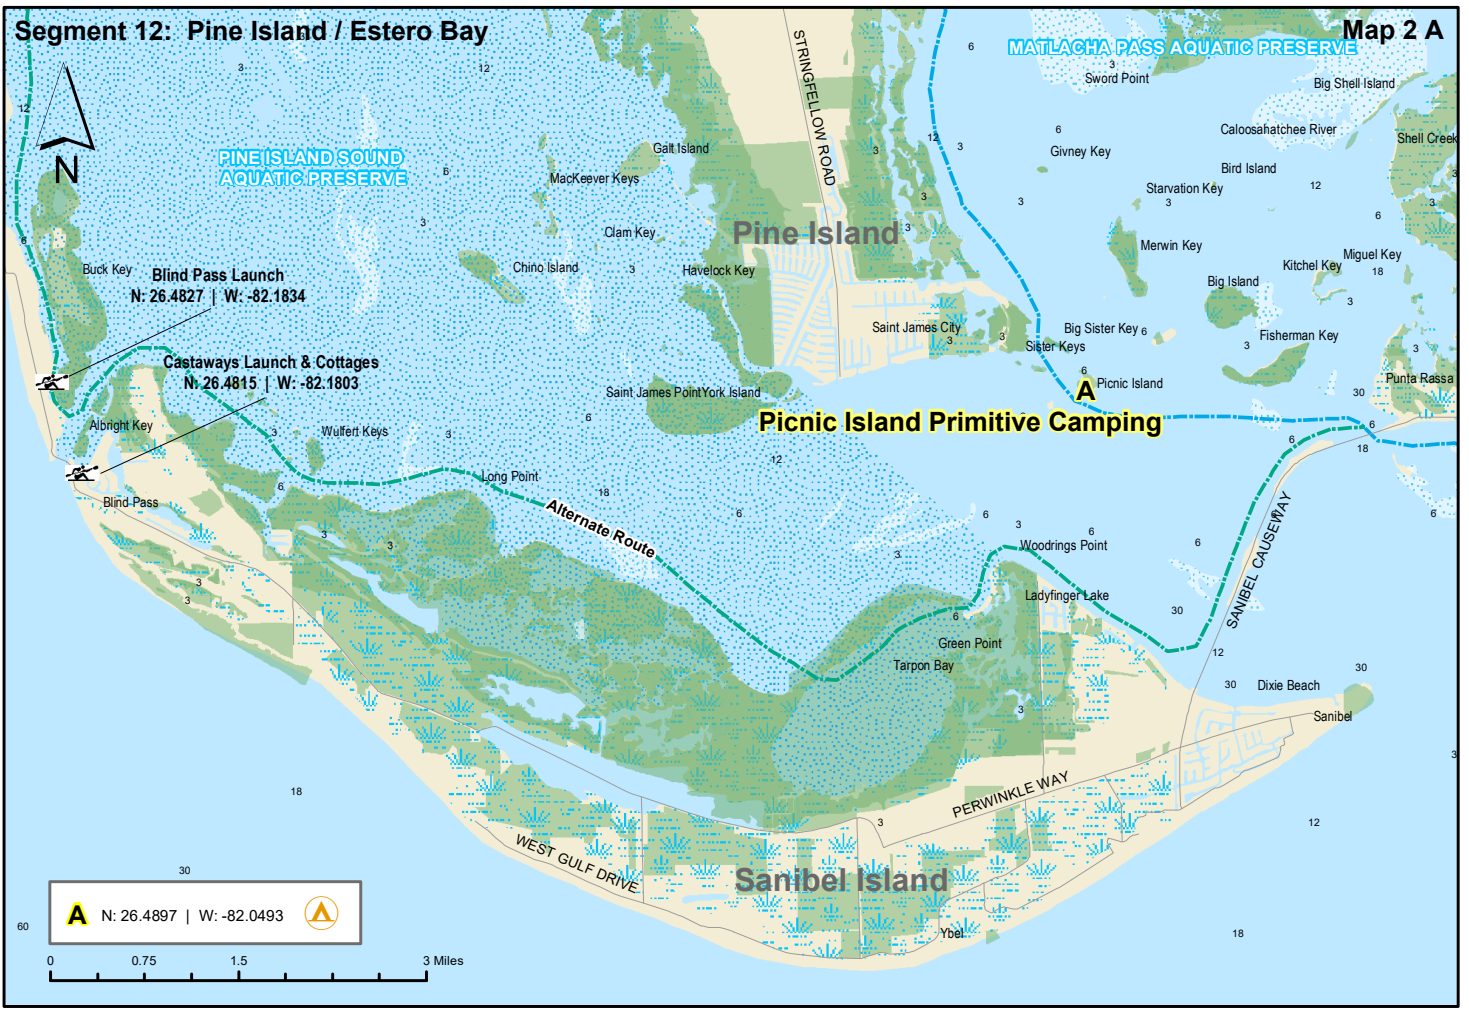 Segment 12: Pine Island / Estero Bay
Map 2 A
MATLACHA PASS AQUATIC PRESERVE
Sword Point
Big Shell Island
Caloosahatchee River
Shell Creek
STRINGFELLOW ROAD
N
PINE ISLAND SOUND
AQUATIC PRESERVE
Galt Island
MacKeever Keys
Givney Key
Bird Island
Starvation Key
Clam Key
Pine Island
Merwin Key
Miguel Key
Kitchel Key
Buck Key
Blind Pass Launch
N: 26.4827 | W: -82.1834
Chino Island
Havelock Key
Big Island
Saint James City
Big Sister Key
Fisherman Key
Sister Keys
Castaways Launch & Cottages
N: 26.4815 | W: -82.1803
Picnic Island
Punta Rassa
Saint James Point
York Island
A
Picnic Island Primitive Camping
Albright Key
Wulfert Keys
Long Point
Blind Pass
Alternate Route
Woodrings Point
SANIBEL CAUSEWAY
Ladyfinger Lake
Green Point
Tarpon Bay
Dixie Beach
Sanibel
PERWINKLE WAY
WEST GULF DRIVE
Sanibel Island
Ybel
A N: 26.4897 | W: -82.0493
0 0.75 1.5 3 Miles
3
12
6
18
30
60